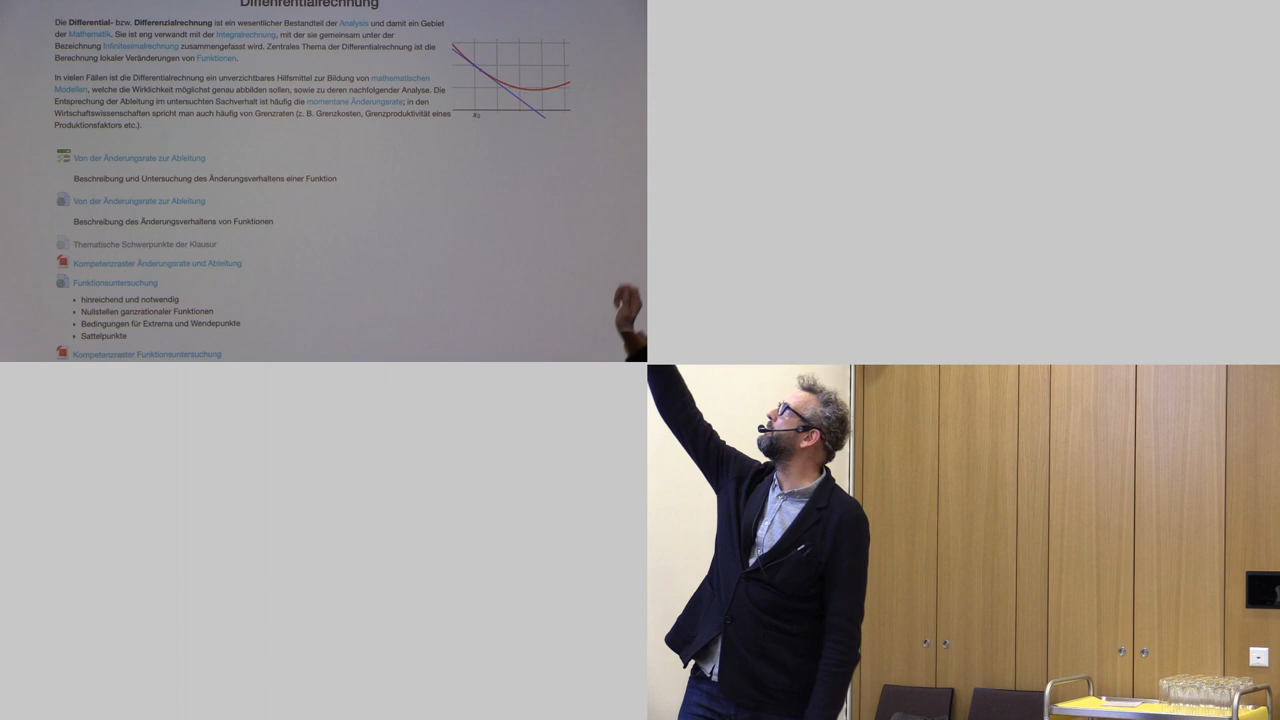 Differentialrechnung
Die Differential- bzw. Differenzialrechnung ist ein wesentlicher Bestandteil der Analysis und damit ein Gebiet
der Mathematik. Sie ist eng verwandt mit der Integralrechnung, mit der sie gemeinsam unter der
Bezeichnung Infinitesimalrechnung zusammengefasst wird. Zentrales Thema der Differentialrechnung ist die
Berechnung lokaler Veränderungen von Funktionen.
In vielen Fällen ist die Differentialrechnung ein unverzichtbares Hilfsmittel zur Bildung von mathematischen
Modellen, welche die Wirklichkeit möglichst genau abbilden sollen, sowie zu deren nachfolgender Analyse. Die
Entsprechung der Ableitung im untersuchten Sachverhalt ist häufig die momentane Änderungsrate; in den
Wirtschaftswissenschaften spricht man auch häufig von Grenzraten (z. B. Grenzkosten, Grenzproduktivität eines
Produktionsfaktors etc.).
x₀
Von der Änderungsrate zur Ableitung
Beschreibung und Untersuchung des Änderungsverhaltens einer Funktion
Von der Änderungsrate zur Ableitung
Beschreibung des Änderungsverhaltens von Funktionen
Thematische Schwerpunkte der Klausur
Kompetenzraster Änderungsrate und Ableitung
Funktionsuntersuchung
hinreichend und notwendig
Nullstellen ganzrationaler Funktionen
Bedingungen für Extrema und Wendepunkte
Sattelpunkte
Kompetenzraster Funktionsuntersuchung